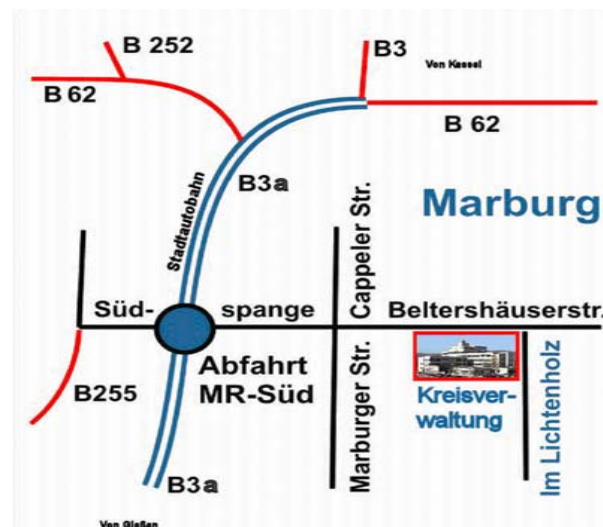 B 252
B3
Von Kassel
B 62
B 62
B3a
Stadtautobahn
Cappeler Str.
Marburg
Süd-
spange
Beltershäuserstr.
Abfahrt
MR-Süd
Marburger Str.
Kreisver-
waltung
Im Lichtenholz
B255
B3a
Von Gießen